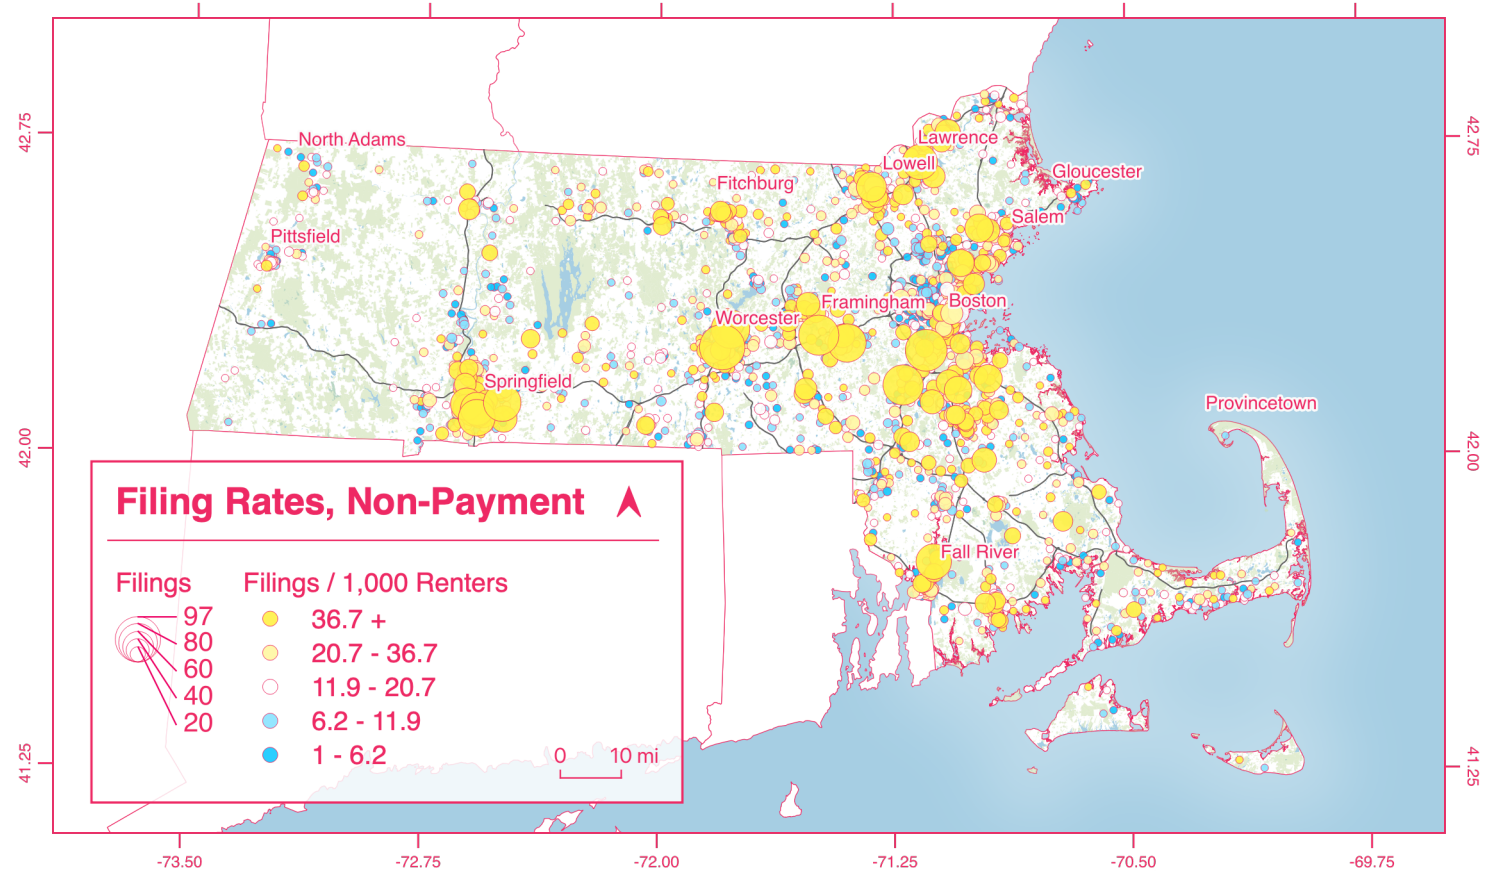 42.75
42.75
North Adams
Lawrence
Lowell
Gloucester
Fitchburg
Salem
Pittsfield
Framingham
Boston
Worcester
Springfield
Provincetown
42.00
42.00
Filing Rates, Non-Payment
Fall River
Filings
Filings / 1,000 Renters
97
36.7 +
80
20.7 - 36.7
60
11.9 - 20.7
40
6.2 - 11.9
20
1 - 6.2
0
10 mi
41.25
41.25
-73.50
-72.75
-72.00
-71.25
-70.50
-69.75